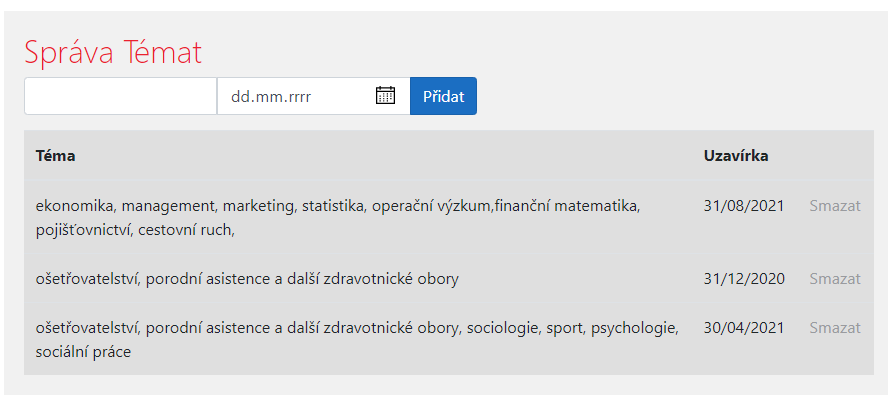 Správa Témat
dd.mm.rrrr
Přidat
Téma Uzavírka
ekonomika, management, marketing, statistika, operační výzkum,finanční matematika, 31/08/2021 Smazat
pojišťovnictví, cestovní ruch,
ošetřovatelství, porodní asistence a další zdravotnické obory 31/12/2020 Smazat
ošetřovatelství, porodní asistence a další zdravotnické obory, sociologie, sport, psychologie, 30/04/2021 Smazat
sociální práce